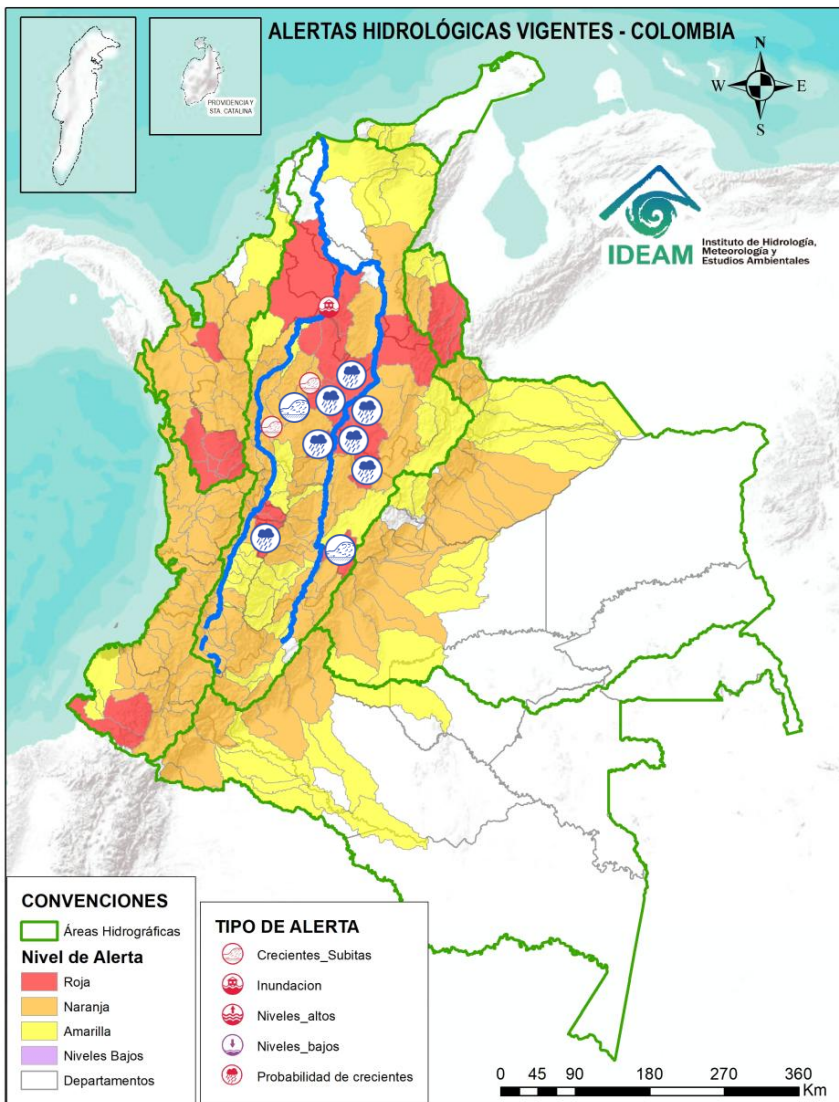 ALERTAS HIDROLÓGICAS VIGENTES - COLOMBIA
PROVIDENCIA Y
STA. CATALINA
N
W
E
S
IDEAM
Instituto de Hidrología,
Meteorología y
Estudios Ambientales
CONVENCIONES
Áreas Hidrográficas
Nivel de Alerta
Roja
Naranja
Amarilla
Niveles Bajos
Departamentos
TIPO DE ALERTA
Crecientes_Subitas
Inundacion
Niveles_altos
Niveles_bajos
Probabilidad de crecientes
0 45 90 180 270 360
Km